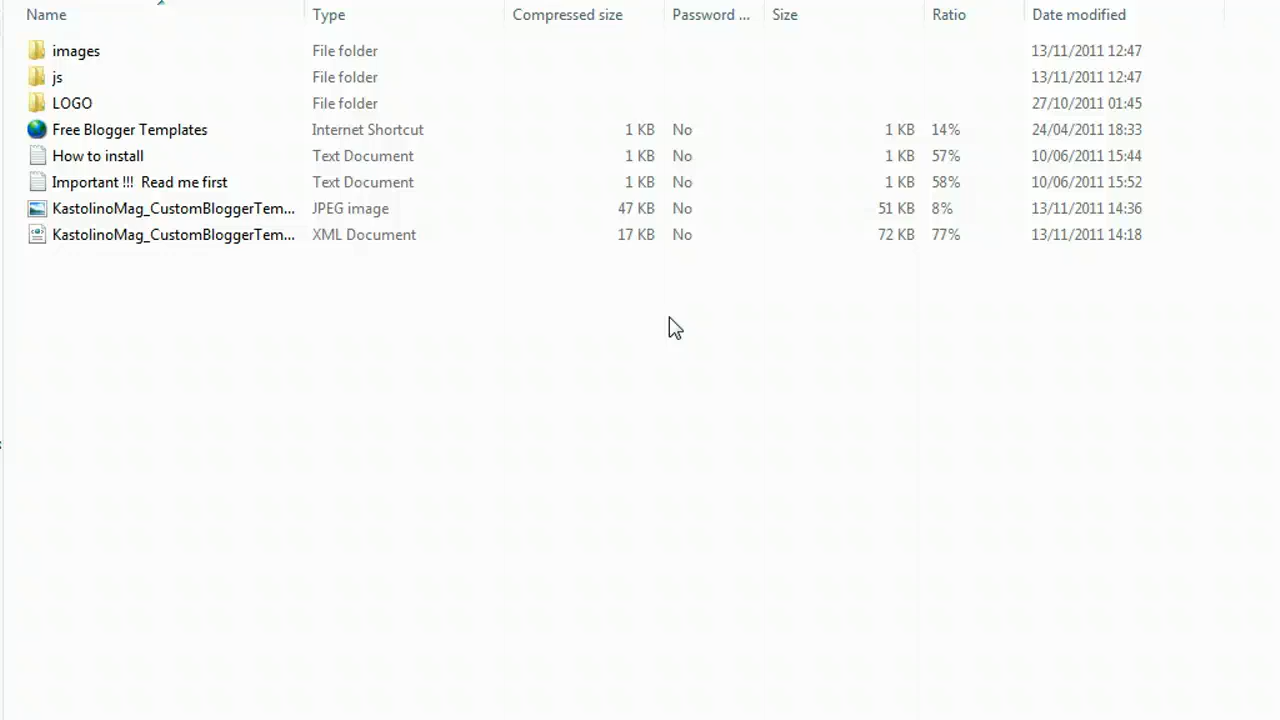 Name Type Compressed size Password ... Size Ratio Date modified
images File folder 13/11/2011 12:47
js File folder 13/11/2011 12:47
LOGO File folder 27/10/2011 01:45
Free Blogger Templates Internet Shortcut 1 KB No 1 KB 14% 24/04/2011 18:33
How to install Text Document 1 KB No 1 KB 57% 10/06/2011 15:44
Important !!! Read me first Text Document 1 KB No 1 KB 58% 10/06/2011 15:52
KastolinoMag_CustomBloggerTem... JPEG image 47 KB No 51 KB 8% 13/11/2011 14:36
KastolinoMag_CustomBloggerTem... XML Document 17 KB No 72 KB 77% 13/11/2011 14:18